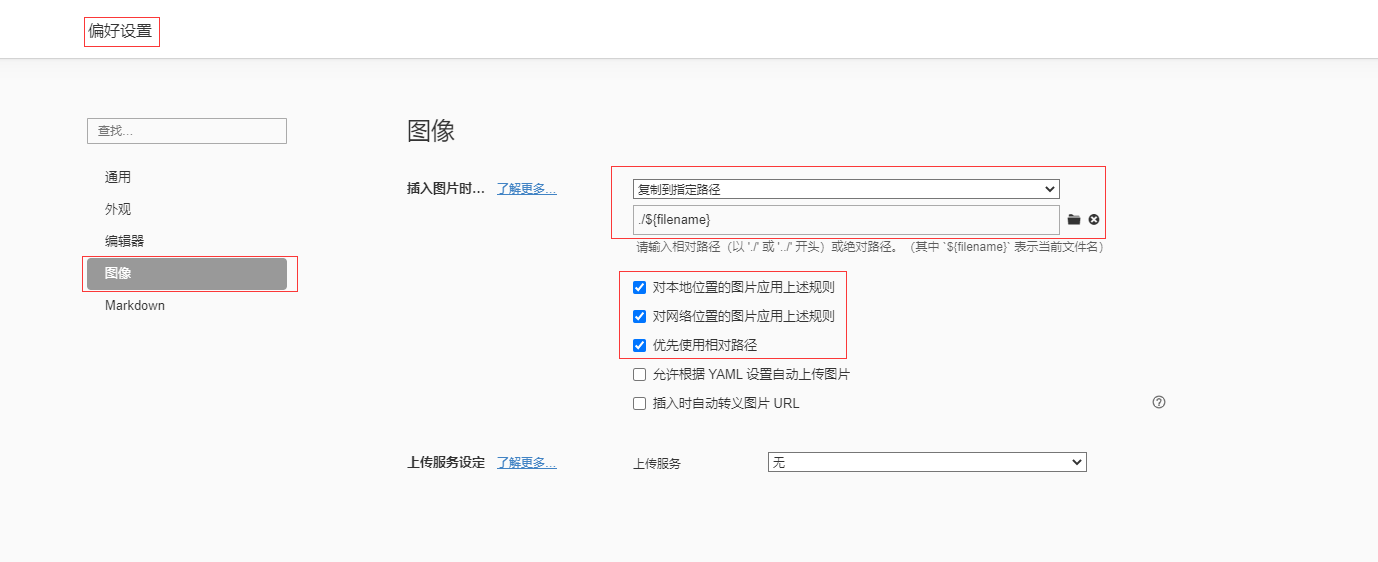 偏好设置
查找...
通用
外观
编辑器
图像
Markdown
图像
插入图片时... 了解更多... 复制到指定路径
./${filename}
请输入相对路径（以 './' 或 '../' 开头）或绝对路径。（其中 `${filename}` 表示当前文件名）
对本地位置的图片应用上述规则
对网络位置的图片应用上述规则
优先使用相对路径
允许根据 YAML 设置自动上传图片
插入时自动转义图片 URL
上传服务设定 了解更多... 上传服务 无